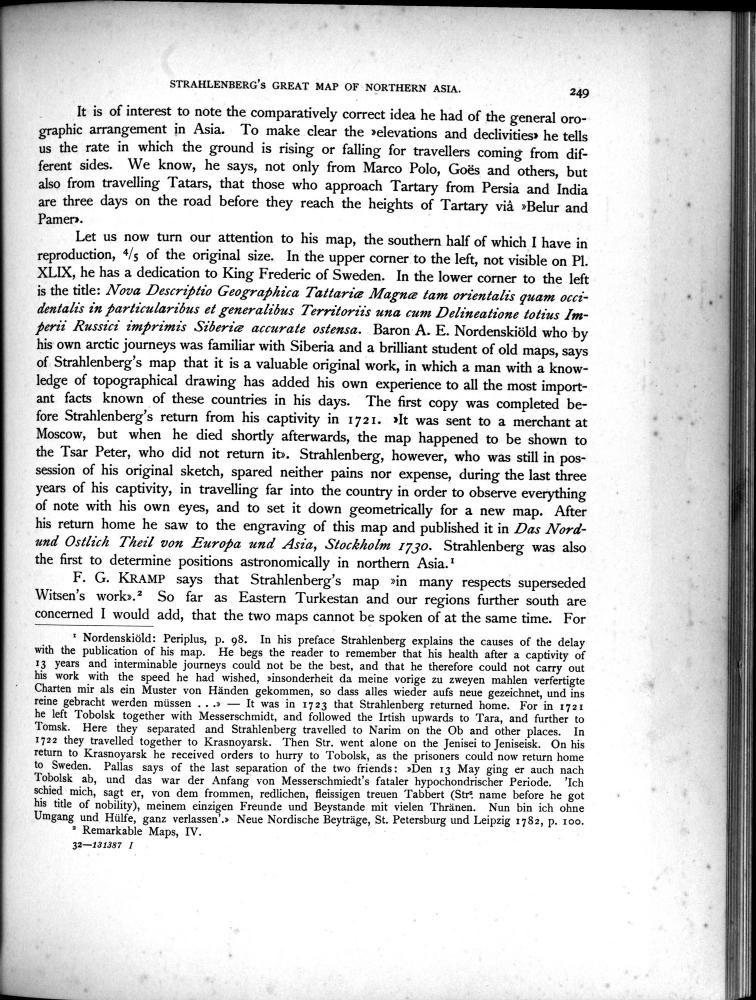 STRAHLENBERG'S GREAT MAP OF NORTHERN ASIA.
249
It is of interest to note the comparatively correct idea he had of the general oro-
graphic arrangement in Asia. To make clear the »elevations and declivities» he tells
us the rate in which the ground is rising or falling for travellers coming from dif-
ferent sides. We know, he says, not only from Marco Polo, Goës and others, but
also from travelling Tatars, that those who approach Tartary from Persia and India
are three days on the road before they reach the heights of Tartary viâ »Belur and
Pamer».
Let us now turn our attention to his map, the southern half of which I have in
reproduction, 4/5 of the original size. In the upper corner to the left, not visible on Pl.
XLIX, he has a dedication to King Frederic of Sweden. In the lower corner to the left
is the title: Nova Descriptio Geographica Tattariæ Magnæ tam orientalis quam occi-
dentalis in particularibus et generalibus Territoriis una cum Delineatione totius Im-
perii Russici imprimis Siberiæ accurate ostensa. Baron A. E. Nordenskiöld who by
his own arctic journeys was familiar with Siberia and a brilliant student of old maps, says
of Strahlenberg's map that it is a valuable original work, in which a man with a know-
ledge of topographical drawing has added his own experience to all the most import-
ant facts known of these countries in his days. The first copy was completed be-
fore Strahlenberg's return from his captivity in 1721. »It was sent to a merchant at
Moscow, but when he died shortly afterwards, the map happened to be shown to
the Tsar Peter, who did not return it». Strahlenberg, however, who was still in pos-
session of his original sketch, spared neither pains nor expense, during the last three
years of his captivity, in travelling far into the country in order to observe everything
of note with his own eyes, and to set it down geometrically for a new map. After
his return home he saw to the engraving of this map and published it in Das Nord-
und Ostlich Theil von Europa und Asia, Stockholm 1730. Strahlenberg was also
the first to determine positions astronomically in northern Asia.¹
F. G. KRAMP says that Strahlenberg's map »in many respects superseded
Witsen's work».² So far as Eastern Turkestan and our regions further south are
concerned I would add, that the two maps cannot be spoken of at the same time. For
¹ Nordenskiöld: Periplus, p. 98. In his preface Strahlenberg explains the causes of the delay
with the publication of his map. He begs the reader to remember that his health after a captivity of
13 years and interminable journeys could not be the best, and that he therefore could not carry out
his work with the speed he had wished, »insonderheit da meine vorige zu zweyen mahlen verfertigte
Charten mir als ein Muster von Händen gekommen, so dass alles wieder aufs neue gezeichnet, und ins
reine gebracht werden müssen . . .» — It was in 1723 that Strahlenberg returned home. For in 1721
he left Tobolsk together with Messerschmidt, and followed the Irtish upwards to Tara, and further to
Tomsk. Here they separated and Strahlenberg travelled to Narim on the Ob and other places. In
1722 they travelled together to Krasnoyarsk. Then Str. went alone on the Jenisei to Jeniseisk. On his
return to Krasnoyarsk he received orders to hurry to Tobolsk, as the prisoners could now return home
to Sweden. Pallas says of the last separation of the two friends: »Den 13 May ging er auch nach
Tobolsk ab, und das war der Anfang von Messerschmiedt's fataler hypochondrischer Periode. 'Ich
schied mich, sagt er, von dem frommen, redlichen, fleissigen treuen Tabbert (Str.s name before he got
his title of nobility), meinem einzigen Freunde und Beystande mit vielen Thränen. Nun bin ich ohne
Umgang und Hülfe, ganz verlassen'.» Neue Nordische Beyträge, St. Petersburg und Leipzig 1782, p. 100.
² Remarkable Maps, IV.
32—131387 I